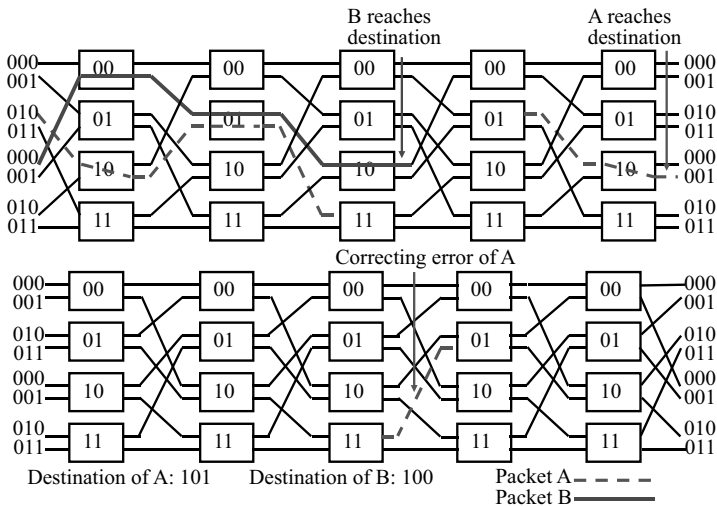 B reaches
destination
A reaches
destination
000 00 00 00 00 00 000
001 001
010 01 01 01 01 01 010
011 011
000 10 10 10 10 10 000
001 001
010 11 11 11 11 11 010
011 011
Correcting error of A
000 00 00 00 00 00 000
001 001
010 01 01 01 01 01 010
011 011
000 10 10 10 10 10 000
001 001
010 11 11 11 11 11 010
011 011
Destination of A: 101 Destination of B: 100 Packet A
Packet B